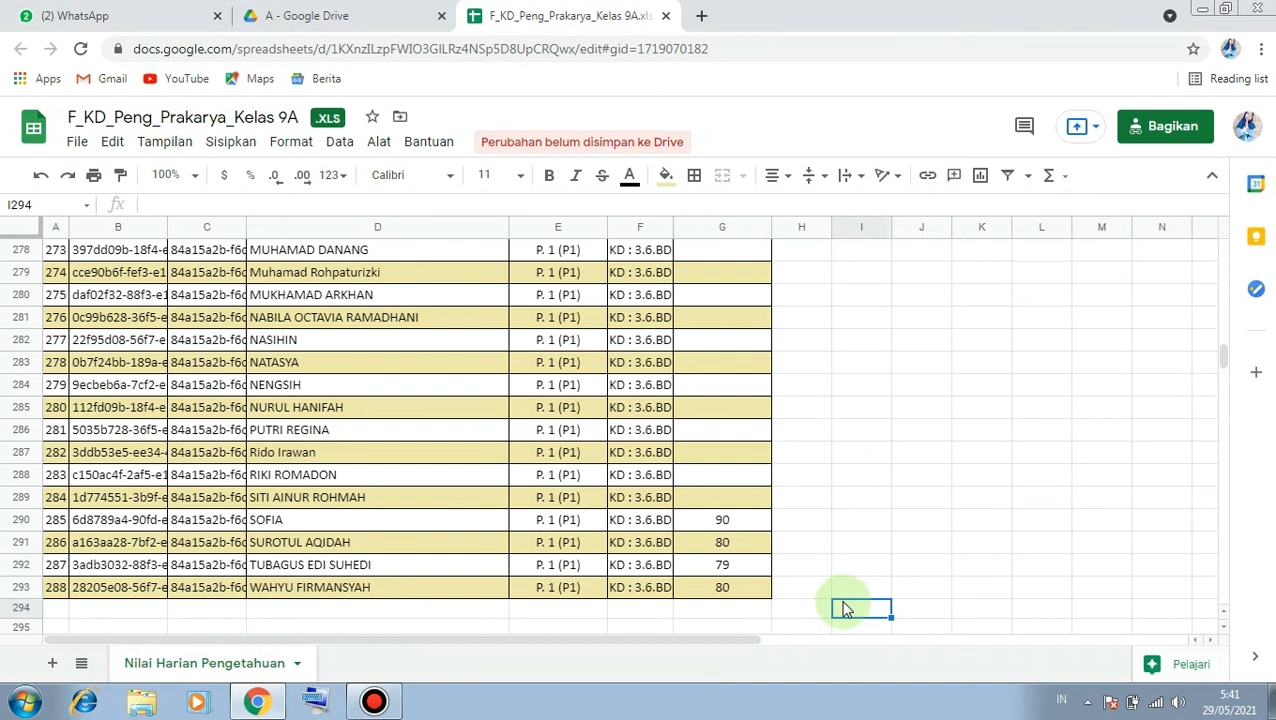 (2) WhatsApp
A - Google Drive
F_KD_Peng_Prakarya_Kelas 9A.xls
docs.google.com/spreadsheets/d/1KXnzILzpFWIO3GILRz4NSp5D8UpCRQwx/edit#gid=1719070182
Apps Gmail YouTube Maps Berita Reading list
F_KD_Peng_Prakarya_Kelas 9A .XLS
File Edit Tampilan Sisipkan Format Data Alat Bantuan Perubahan belum disimpan ke Drive Bagikan
100% $ % .0 .00 123 Calibri 11 B I S A
I294 fx
A B C D E F G H I J K L M N
278 273 397dd09b-18f4-e 84a15a2b-f6d MUHAMAD DANANG P. 1 (P1) KD : 3.6.BD
279 274 cce90b6f-fef3-e1 84a15a2b-f6d Muhamad Rohpaturizki P. 1 (P1) KD : 3.6.BD
280 275 daf02f32-88f3-e1 84a15a2b-f6d MUKHAMAD ARKHAN P. 1 (P1) KD : 3.6.BD
281 276 0c99b628-36f5-e 84a15a2b-f6d NABILA OCTAVIA RAMADHANI P. 1 (P1) KD : 3.6.BD
282 277 22f95d08-56f7-e 84a15a2b-f6d NASIHIN P. 1 (P1) KD : 3.6.BD
283 278 0b7f24bb-189a-e 84a15a2b-f6d NATASYA P. 1 (P1) KD : 3.6.BD
284 279 9ecbeb6a-7cf2-e 84a15a2b-f6d NENGSIH P. 1 (P1) KD : 3.6.BD
285 280 112fd09b-18f4-e 84a15a2b-f6d NURUL HANIFAH P. 1 (P1) KD : 3.6.BD
286 281 5035b728-36f5-e 84a15a2b-f6d PUTRI REGINA P. 1 (P1) KD : 3.6.BD
287 282 3ddb53e5-ee34-4 84a15a2b-f6d Rido Irawan P. 1 (P1) KD : 3.6.BD
288 283 c150ac4f-2af5-e1 84a15a2b-f6d RIKI ROMADON P. 1 (P1) KD : 3.6.BD
289 284 1d774551-3b9f-e 84a15a2b-f6d SITI AINUR ROHMAH P. 1 (P1) KD : 3.6.BD
290 285 6d8789a4-90fd-e 84a15a2b-f6d SOFIA P. 1 (P1) KD : 3.6.BD 90
291 286 a163aa28-7bf2-e 84a15a2b-f6d SUROTUL AQIDAH P. 1 (P1) KD : 3.6.BD 80
292 287 3adb3032-88f3-e 84a15a2b-f6d TUBAGUS EDI SUHEDI P. 1 (P1) KD : 3.6.BD 79
293 288 28205e08-56f7-e 84a15a2b-f6d WAHYU FIRMANSYAH P. 1 (P1) KD : 3.6.BD 80
294
295
Nilai Harian Pengetahuan Pelajari
IN 5:41
29/05/2021